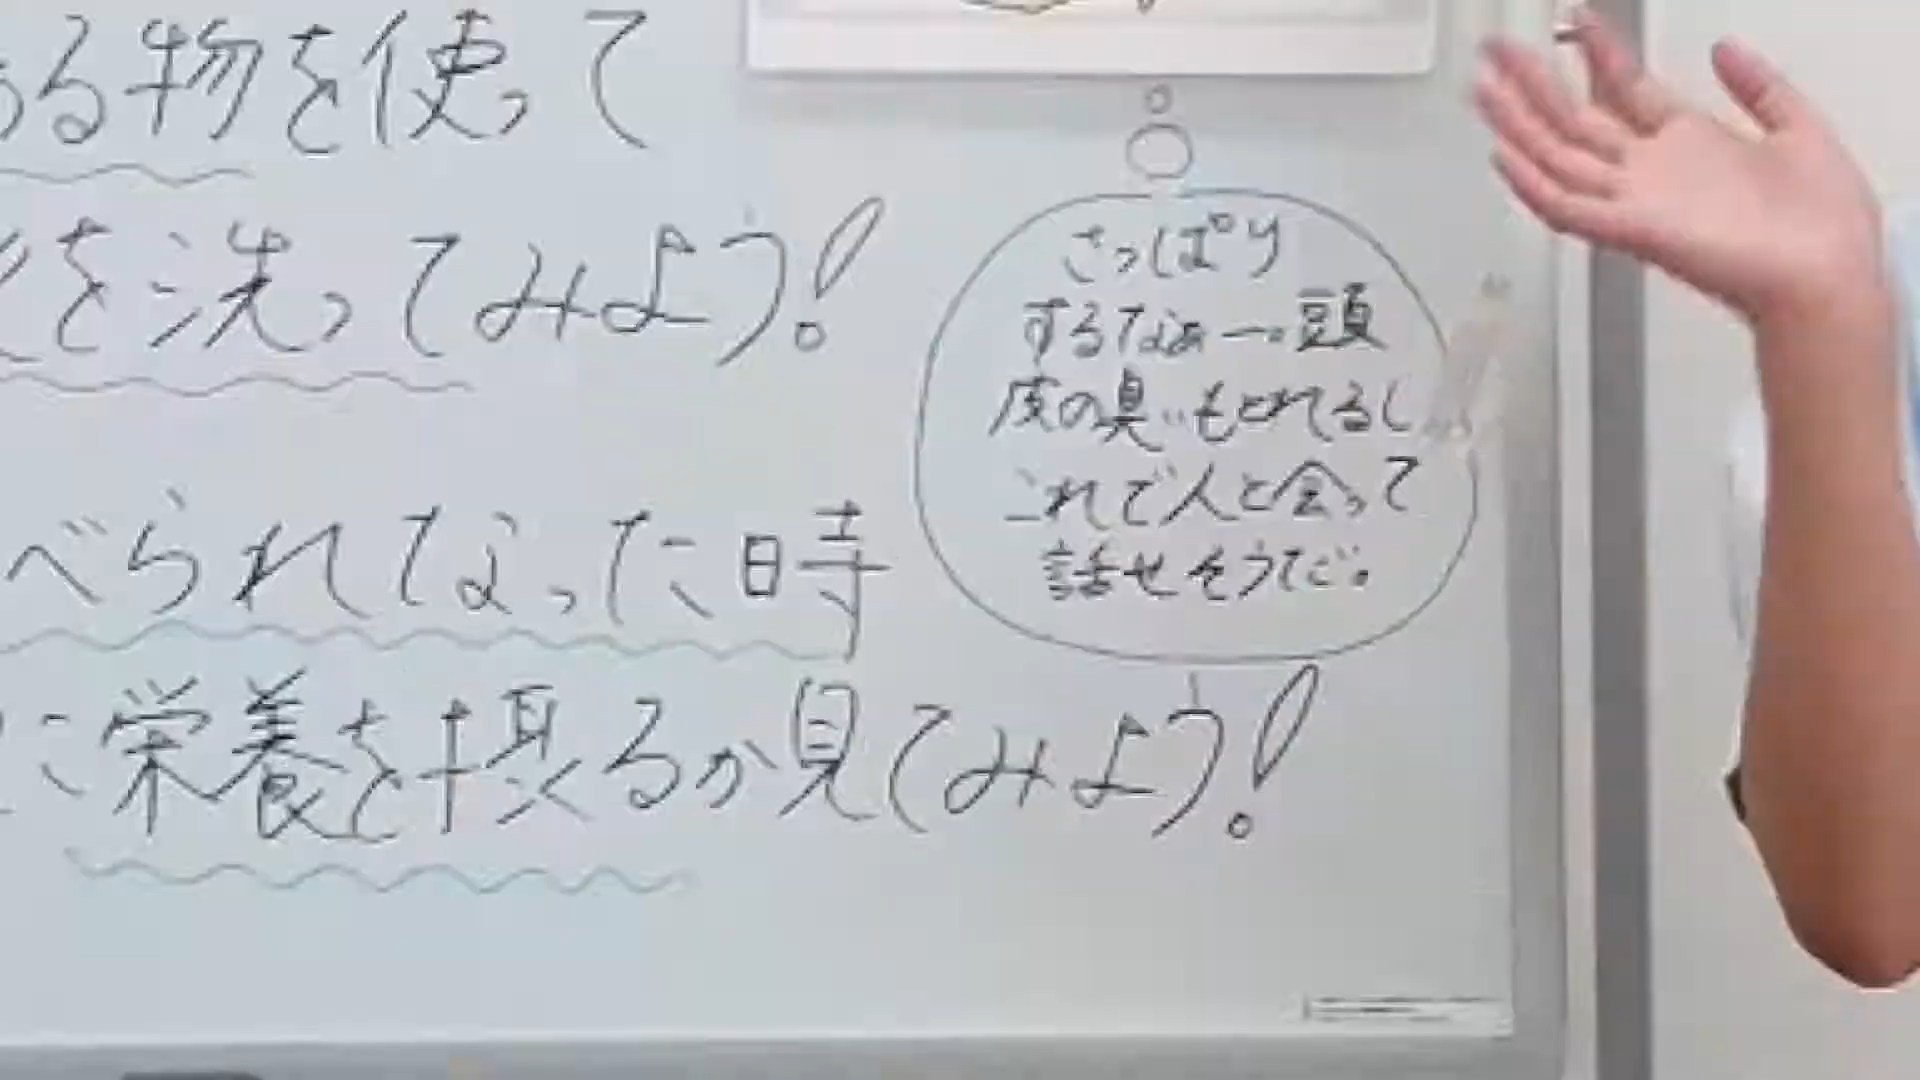 ある物を使って
を洗ってみよう!
べられなかった時
に栄養を摂るか見てみよう!
さっぱり
するなぁー。頭
皮の臭いもとれるし
これで人と会って
話せそうだ。